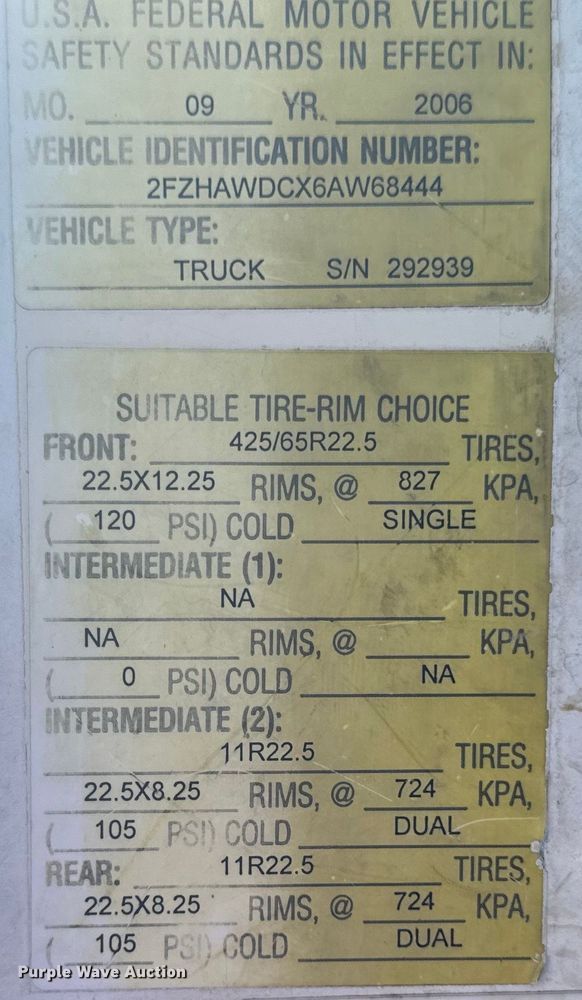 U.S.A. FEDERAL MOTOR VEHICLE
SAFETY STANDARDS IN EFFECT IN:
MO. 09 YR. 2006
VEHICLE IDENTIFICATION NUMBER:
2FZHAWDCX6AW68444
VEHICLE TYPE:
TRUCK S/N 292939
SUITABLE TIRE-RIM CHOICE
FRONT: 425/65R22.5 TIRES,
22.5X12.25 RIMS, @ 827 KPA,
( 120 PSI) COLD SINGLE
INTERMEDIATE (1):
NA TIRES,
NA RIMS, @ KPA,
( 0 PSI) COLD NA
INTERMEDIATE (2):
11R22.5 TIRES,
22.5X8.25 RIMS, @ 724 KPA,
( 105 PSI) COLD DUAL
REAR: 11R22.5 TIRES,
22.5X8.25 RIMS, @ 724 KPA,
( 105 PSI) COLD DUAL
Purple Wave Auction